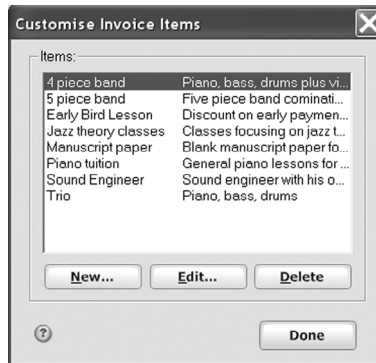 Customise Invoice Items
Items:
4 piece band Piano, bass, drums plus vi...
5 piece band Five piece band cominati...
Early Bird Lesson Discount on early paymen...
Jazz theory classes Classes focusing on jazz t...
Manuscript paper Blank manuscript paper fo...
Piano tuition General piano lessons for ...
Sound Engineer Sound engineer with his o...
Trio Piano, bass, drums
New... Edit... Delete
? Done